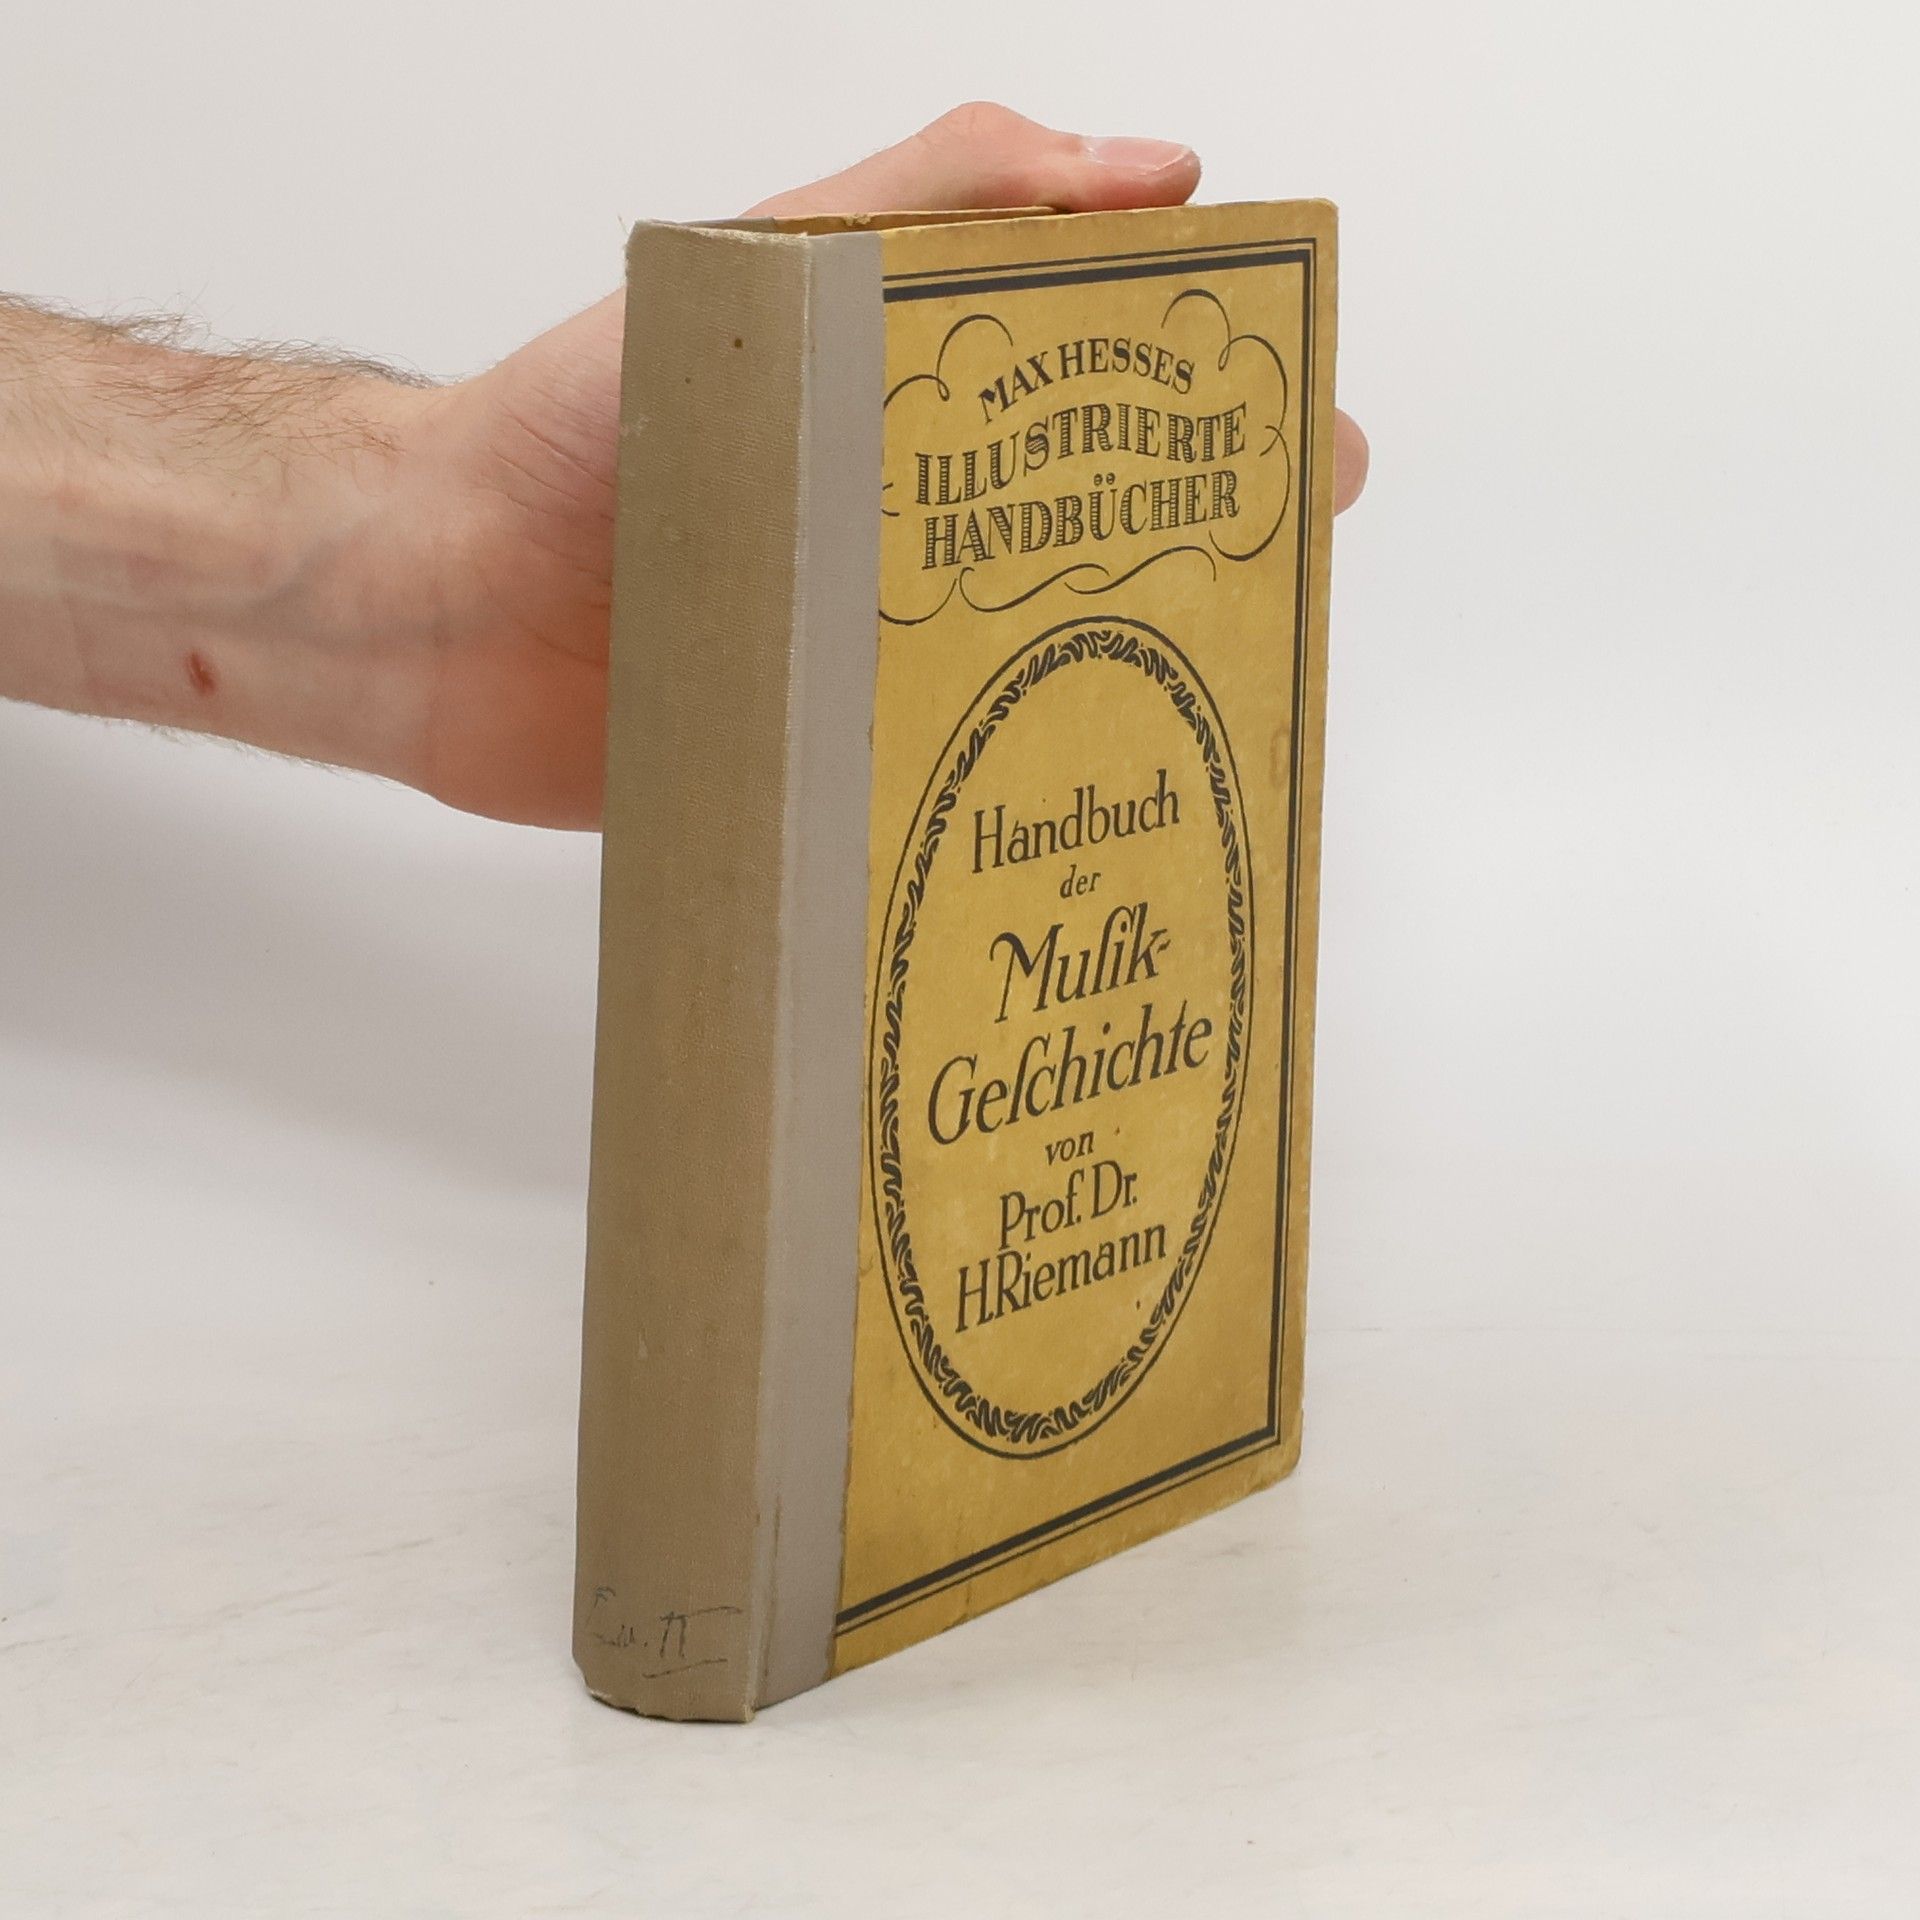 MAX HESSES
ILLUSTRIERTE
HANDBÜCHER
Handbuch
der
Muſik-
Geſchichte
von
Prof. Dr.
H. Riemann